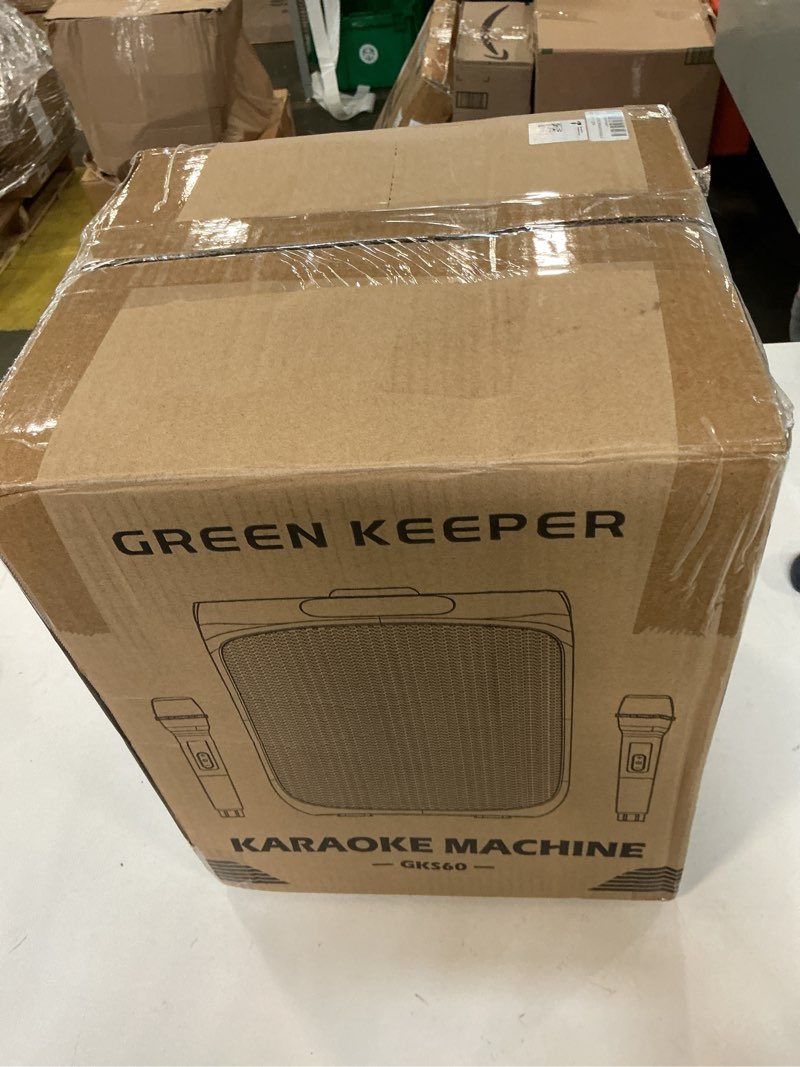 GREEN KEEPER
KARAOKE MACHINE
— GKS60 —